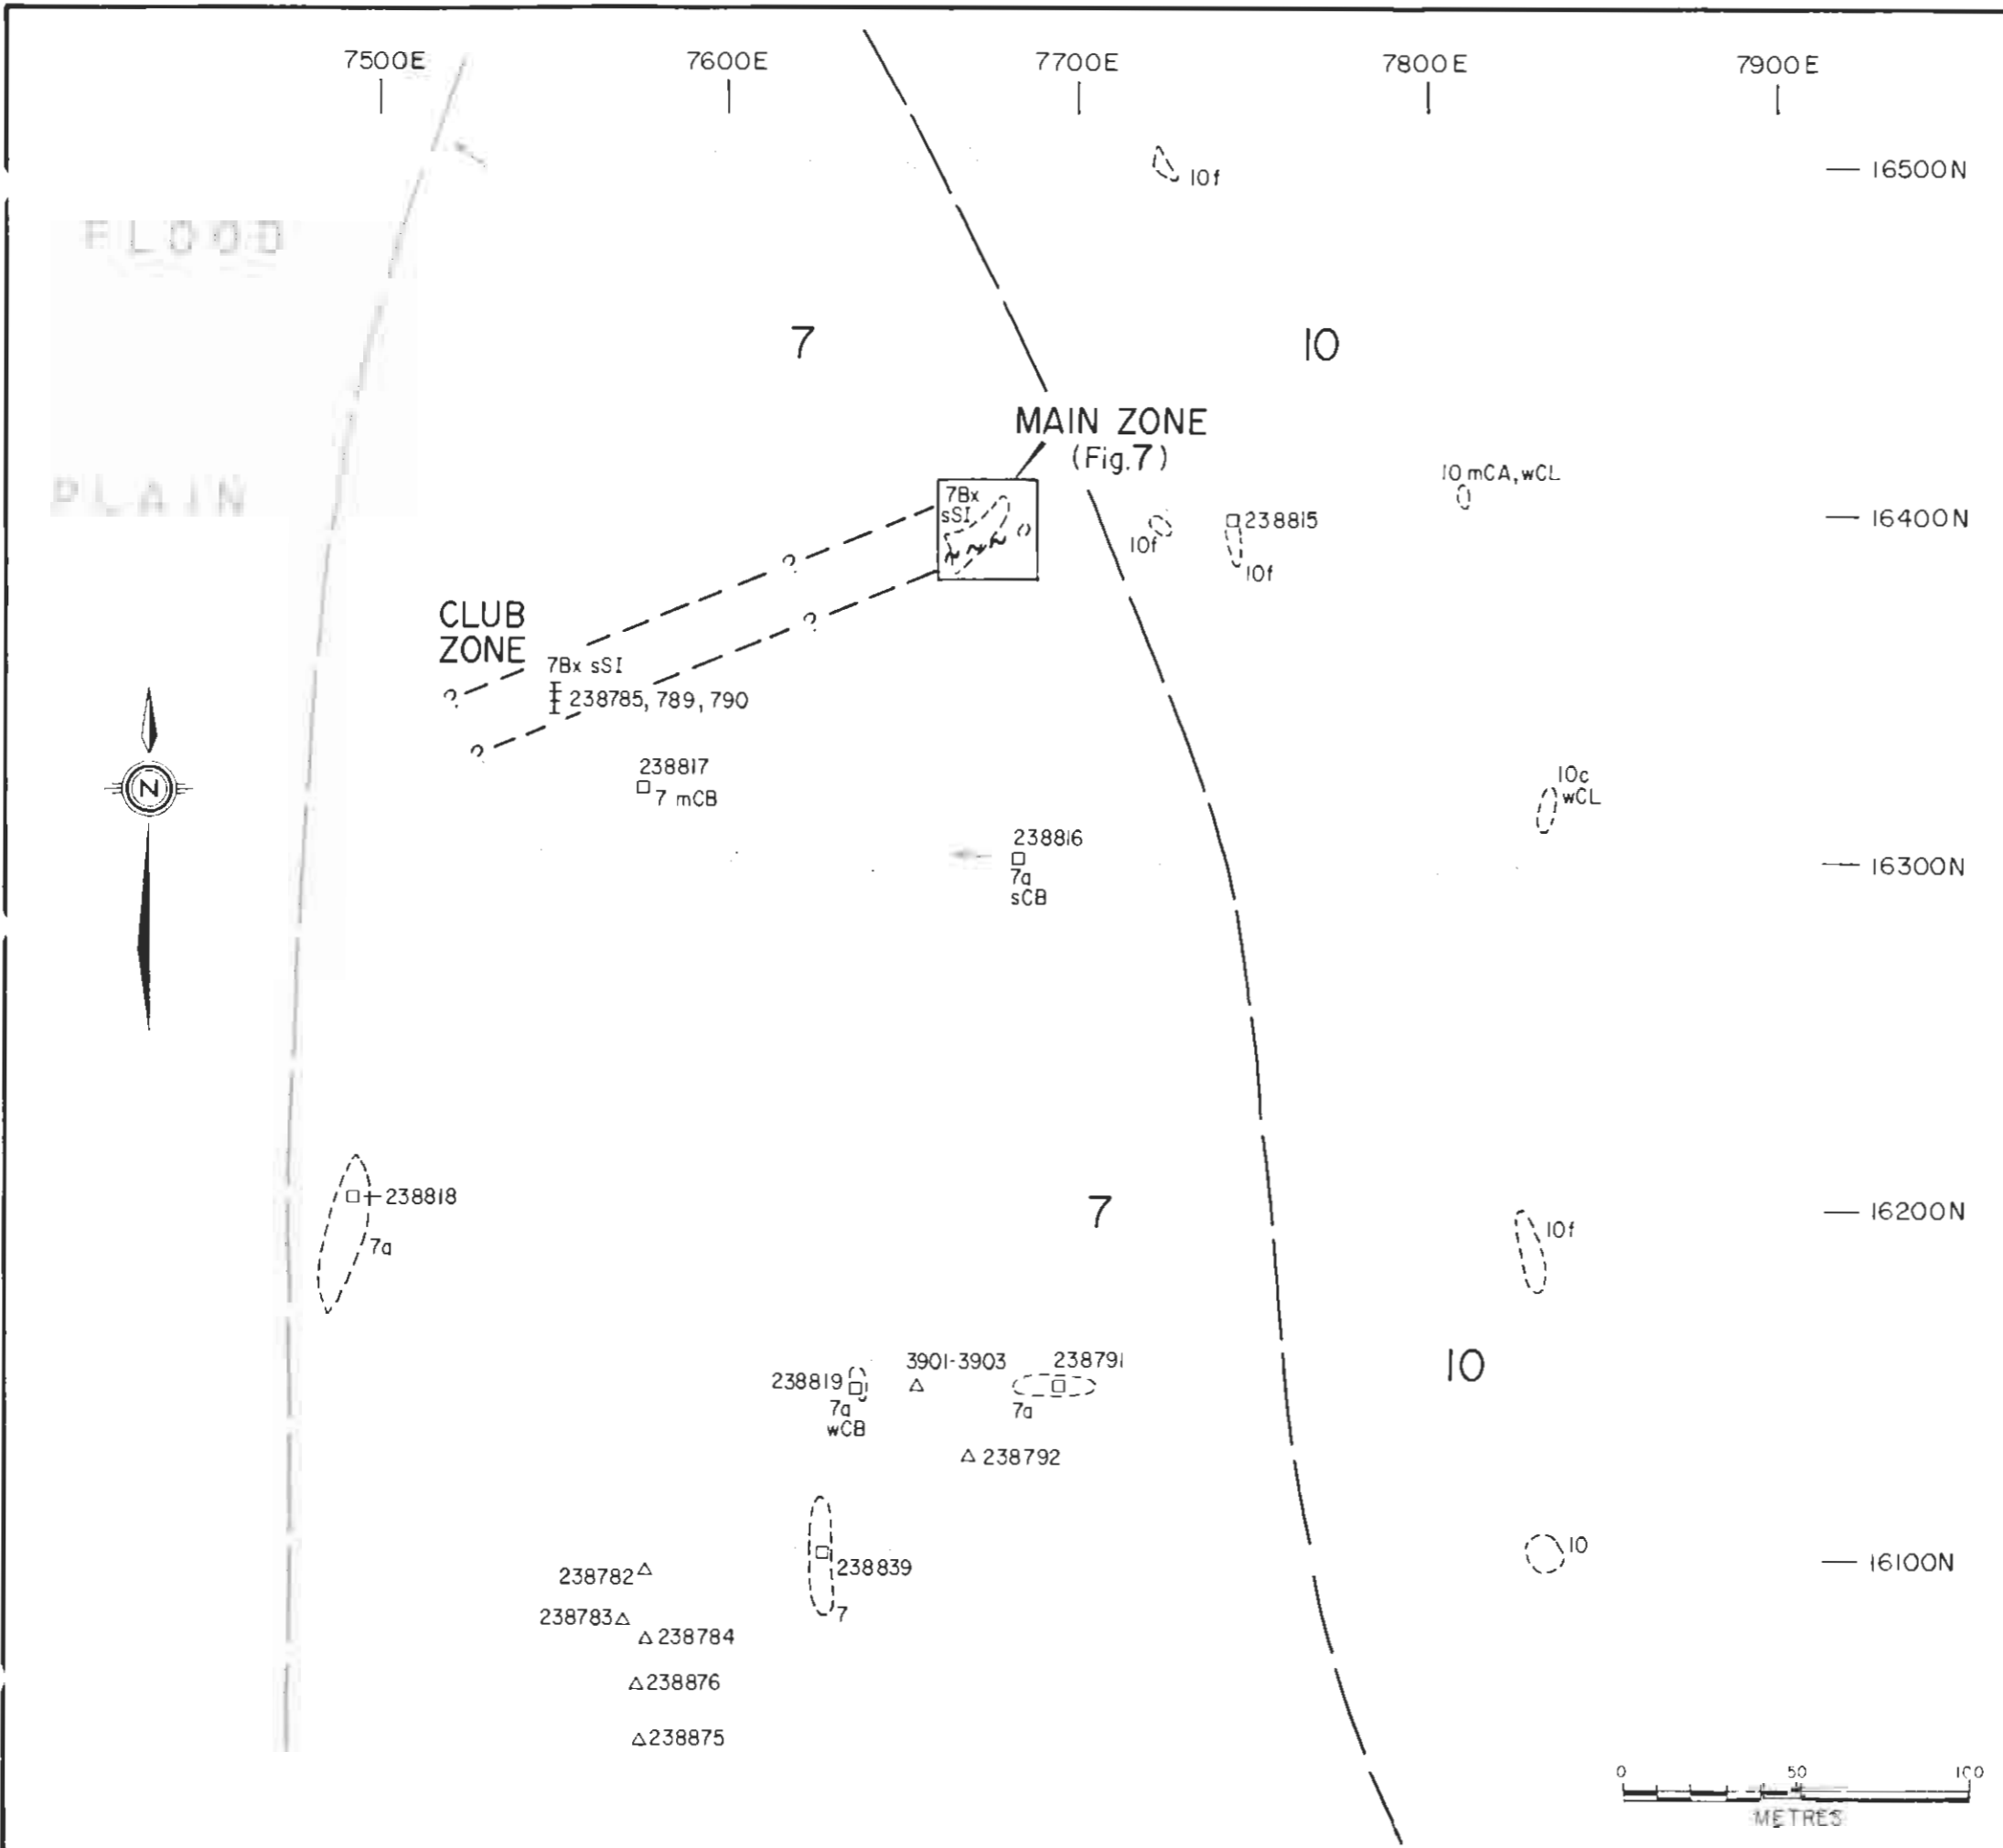 7500E 7600E 7700E 7800E 7900E
16500N
10f
FLOOD
7 10
MAIN ZONE
(Fig.7)
10 mCA, wCL
PLAIN
7Bx
sSI
238815
16400N
10f
10f
?
CLUB
ZONE
?
7Bx sSI
?
238785, 789, 790
?
238817
7 mCB
10c
wCL
N
238816
7a
sCB
16300N
238818
7
16200N
7a
10f
3901-3903 238791
10
238819
7a
7a
wCB
238792
10
16100N
238782
238839
238783
7
238784
238876
238875
0 50 100
METRES